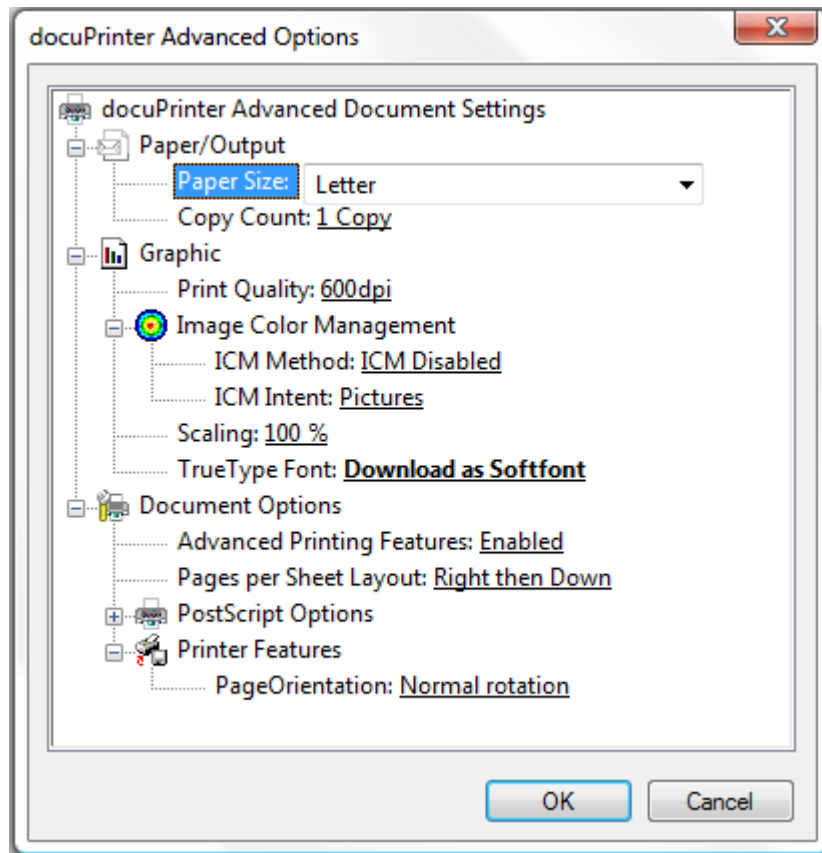 docuPrinter Advanced Options
docuPrinter Advanced Document Settings
Paper/Output
Paper Size: Letter
Copy Count: 1 Copy
Graphic
Print Quality: 600dpi
Image Color Management
ICM Method: ICM Disabled
ICM Intent: Pictures
Scaling: 100 %
TrueType Font: Download as Softfont
Document Options
Advanced Printing Features: Enabled
Pages per Sheet Layout: Right then Down
PostScript Options
Printer Features
PageOrientation: Normal rotation
OK Cancel